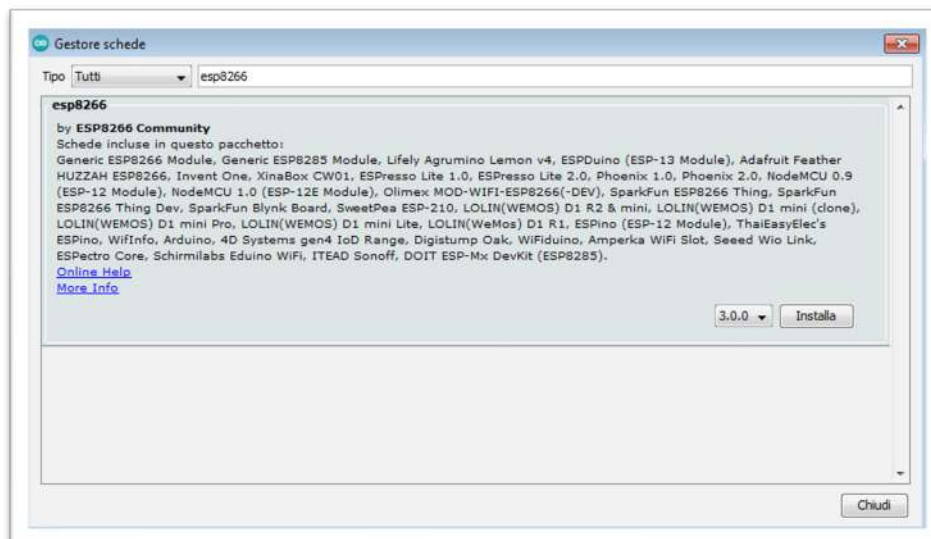 Gestore schede
Tipo Tutti esp8266
esp8266
by ESP8266 Community
Schede incluse in questo pacchetto:
Generic ESP8266 Module, Generic ESP8285 Module, Lifely Agrumino Lemon v4, ESPDuino (ESP-13 Module), Adafruit Feather
HUZZAH ESP8266, Invent One, XinaBox CW01, ESPresso Lite 1.0, ESPresso Lite 2.0, Phoenix 1.0, Phoenix 2.0, NodeMCU 0.9
(ESP-12 Module), NodeMCU 1.0 (ESP-12E Module), Olimex MOD-WIFI-ESP8266(-DEV), SparkFun ESP8266 Thing, SparkFun
ESP8266 Thing Dev, SparkFun Blynk Board, SweetPea ESP-210, LOLIN(WEMOS) D1 R2 & mini, LOLIN(WEMOS) D1 mini (clone),
LOLIN(WEMOS) D1 mini Pro, LOLIN(WEMOS) D1 mini Lite, LOLIN(WeMos) D1 R1, ESPino (ESP-12 Module), ThaiEasyElec's
ESPino, WifInfo, Arduino, 4D Systems gen4 IoD Range, Digistump Oak, WiFiduino, Amperka WiFi Slot, Seeed Wio Link,
ESPectro Core, Schirmilabs Eduino WiFi, ITEAD Sonoff, DOIT ESP-Mx DevKit (ESP8285).
Online Help
More Info
3.0.0 Installa
Chiudi